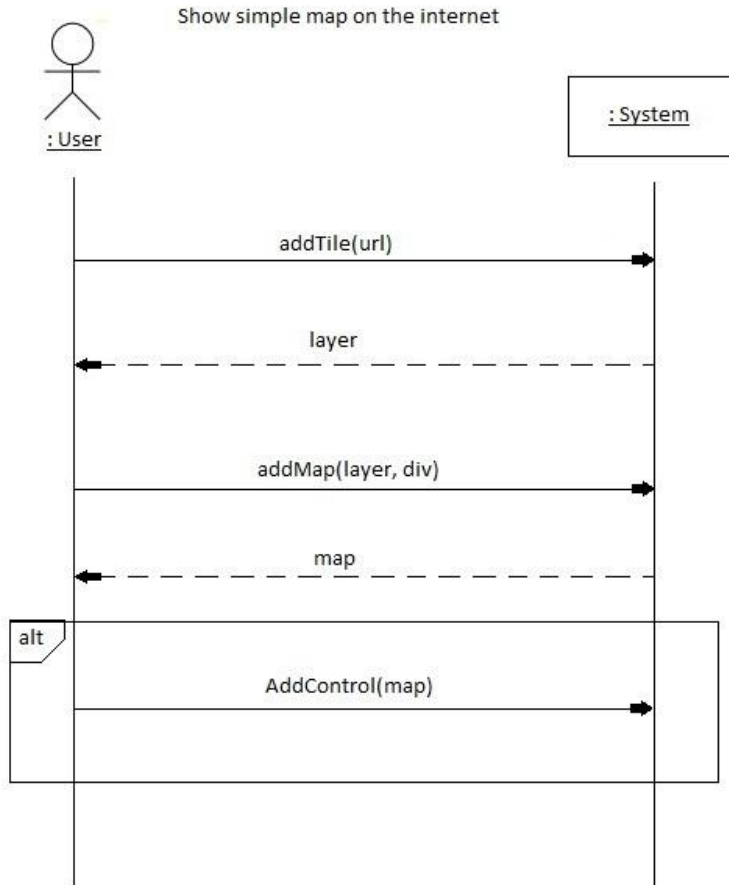 Show simple map on the internet
: User
: System
addTile(url)
layer
addMap(layer, div)
map
alt
AddControl(map)